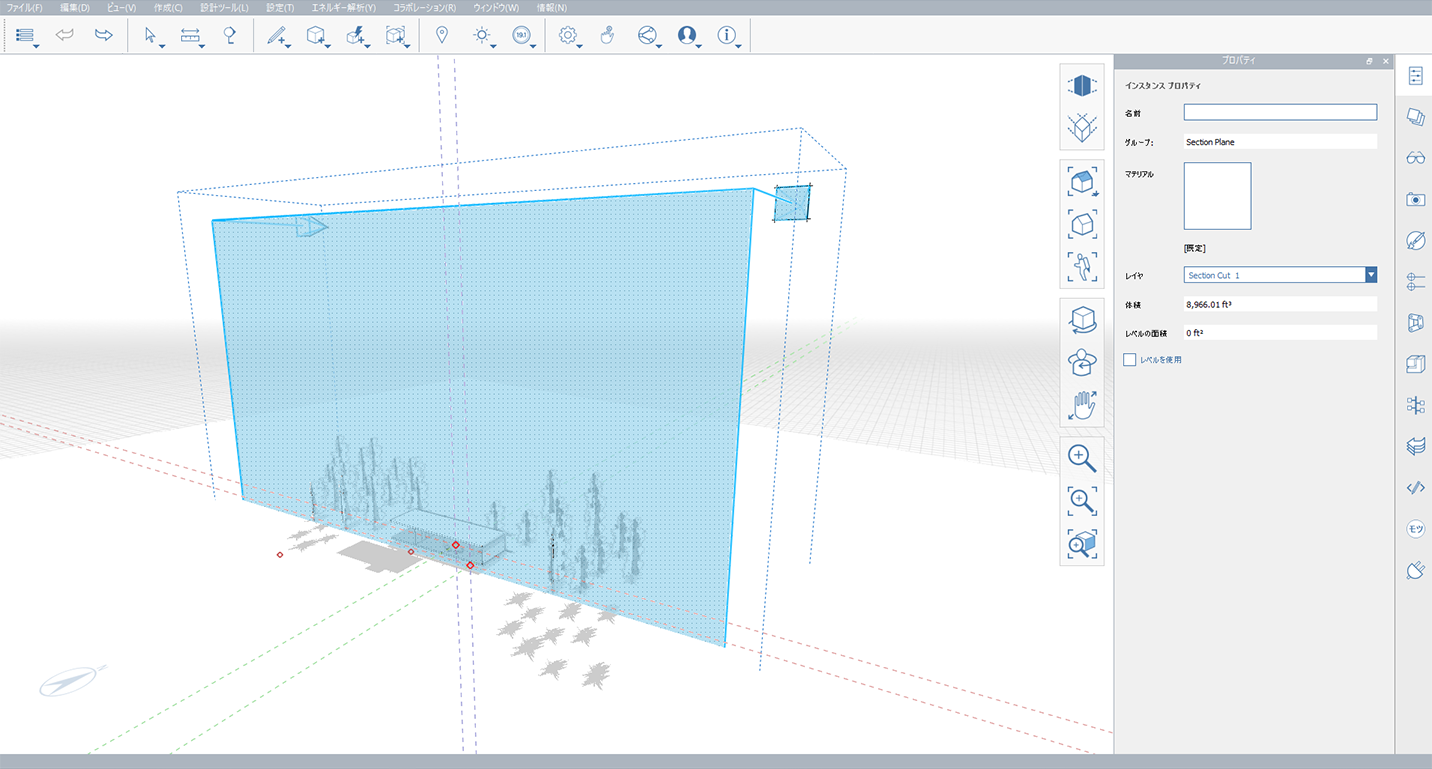 ファイル(F) 編集(D) ビュー(V) 作成(C) 設計ツール(L) 設定(T) エネルギー解析(Y) コラボレーション(R) ウィンドウ(W) 情報(N)
19.1
プロパティ
インスタンス プロパティ
名前
グループ: Section Plane
マテリアル
[既定]
レイヤ Section Cut 1
体積 8,966.01 ft³
レベルの面積 0 ft²
レベルを使用
モツ